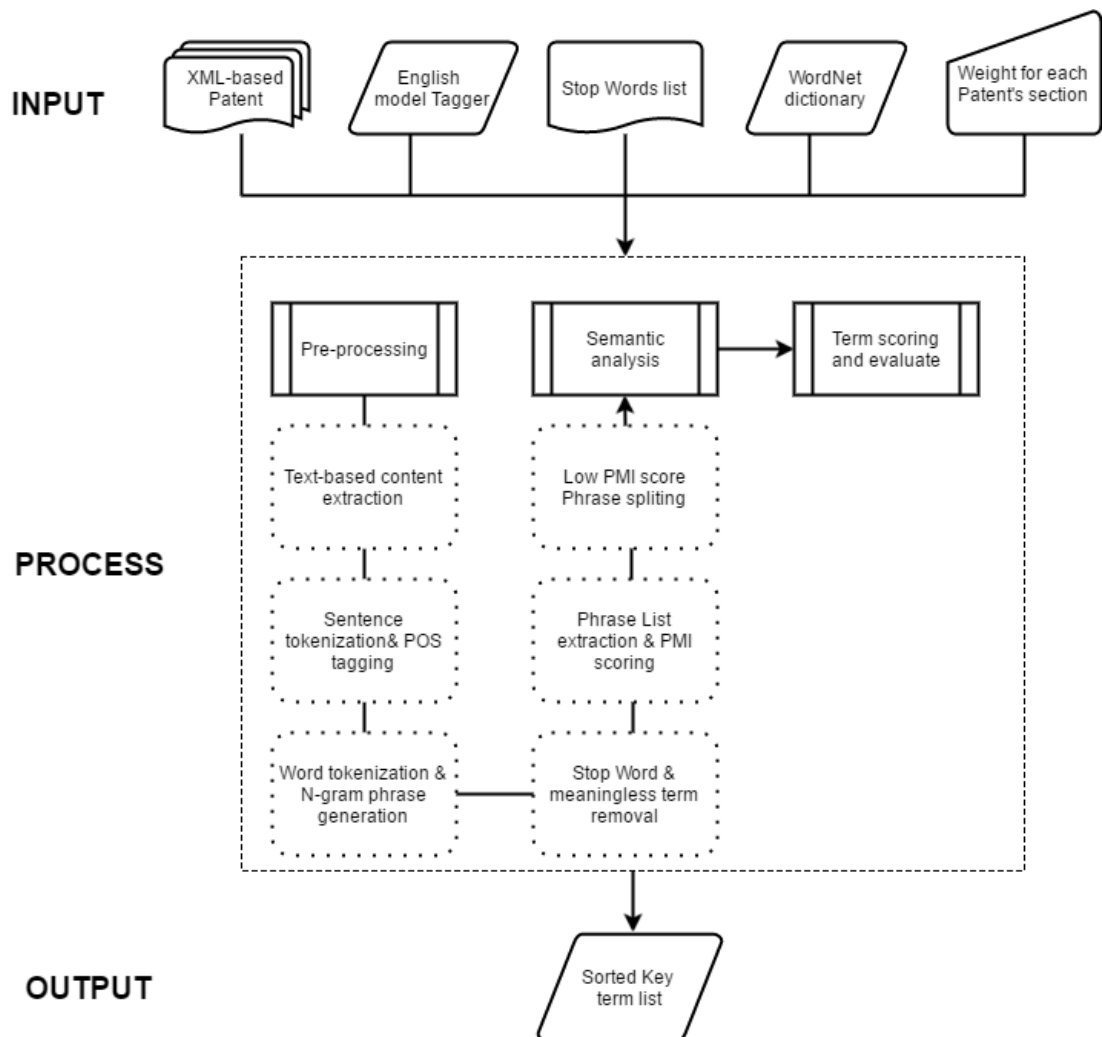 INPUT
XML-based
Patent
English
model Tagger
Stop Words list
WordNet
dictionary
Weight for each
Patent's section
PROCESS
Pre-processing
Semantic
analysis
Term scoring
and evaluate
Text-based content
extraction
Low PMI score
Phrase spliting
Sentence
tokenization& POS
tagging
Phrase List
extraction & PMI
scoring
Word tokenization &
N-gram phrase
generation
Stop Word &
meaningless term
removal
OUTPUT
Sorted Key
term list